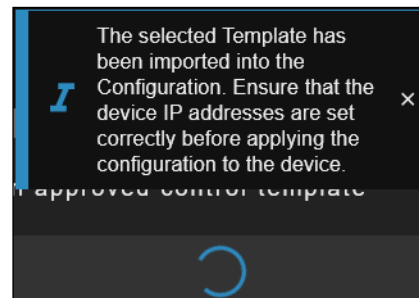 The selected Template has
been imported into the
Configuration. Ensure that the
device IP addresses are set
correctly before applying the
configuration to the device.
approved control template